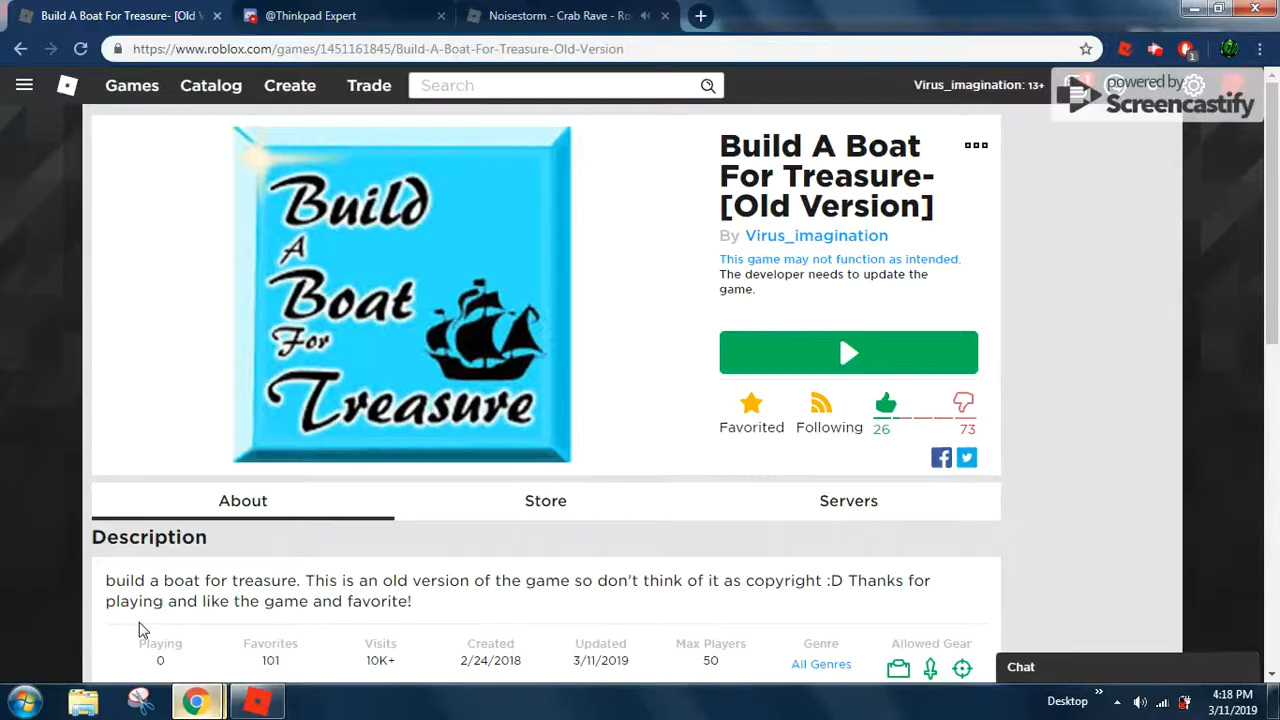 Build A Boat For Treasure- [Old V
@Thinkpad Expert
Noisestorm - Crab Rave - Ro
https://www.roblox.com/games/1451161845/Build-A-Boat-For-Treasure-Old-Version
1
Games
Catalog
Create
Trade
Search
Virus_imagination: 13+
powered by
Screencastify
Build
A
Boat
For
Treasure
Build A Boat
For Treasure-
[Old Version]
By Virus_imagination
This game may not function as intended.
The developer needs to update the
game.
Favorited
Following
26
73
About
Store
Servers
Description
build a boat for treasure. This is an old version of the game so don't think of it as copyright :D Thanks for
playing and like the game and favorite!
Playing
Favorites
Visits
Created
Updated
Max Players
Genre
Allowed Gear
0
101
10K+
2/24/2018
3/11/2019
50
All Genres
Chat
Desktop
4:18 PM
3/11/2019